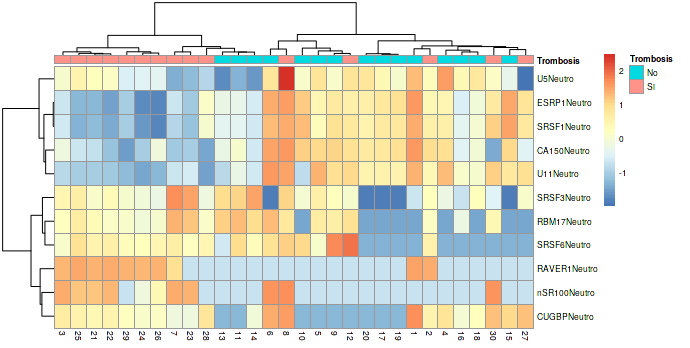 Trombosis
U5Neutro
ESRP1Neutro
SRSF1Neutro
CA150Neutro
U11Neutro
SRSF3Neutro
RBM17Neutro
SRSF6Neutro
RAVER1Neutro
nSR100Neutro
CUGBPNeutro
3 25 21 22 29 24 26 7 23 28 13 11 14 6 8 10 5 9 12 20 17 19 1 2 4 16 18 30 15 27
2
1
0
-1
Trombosis
No
SI